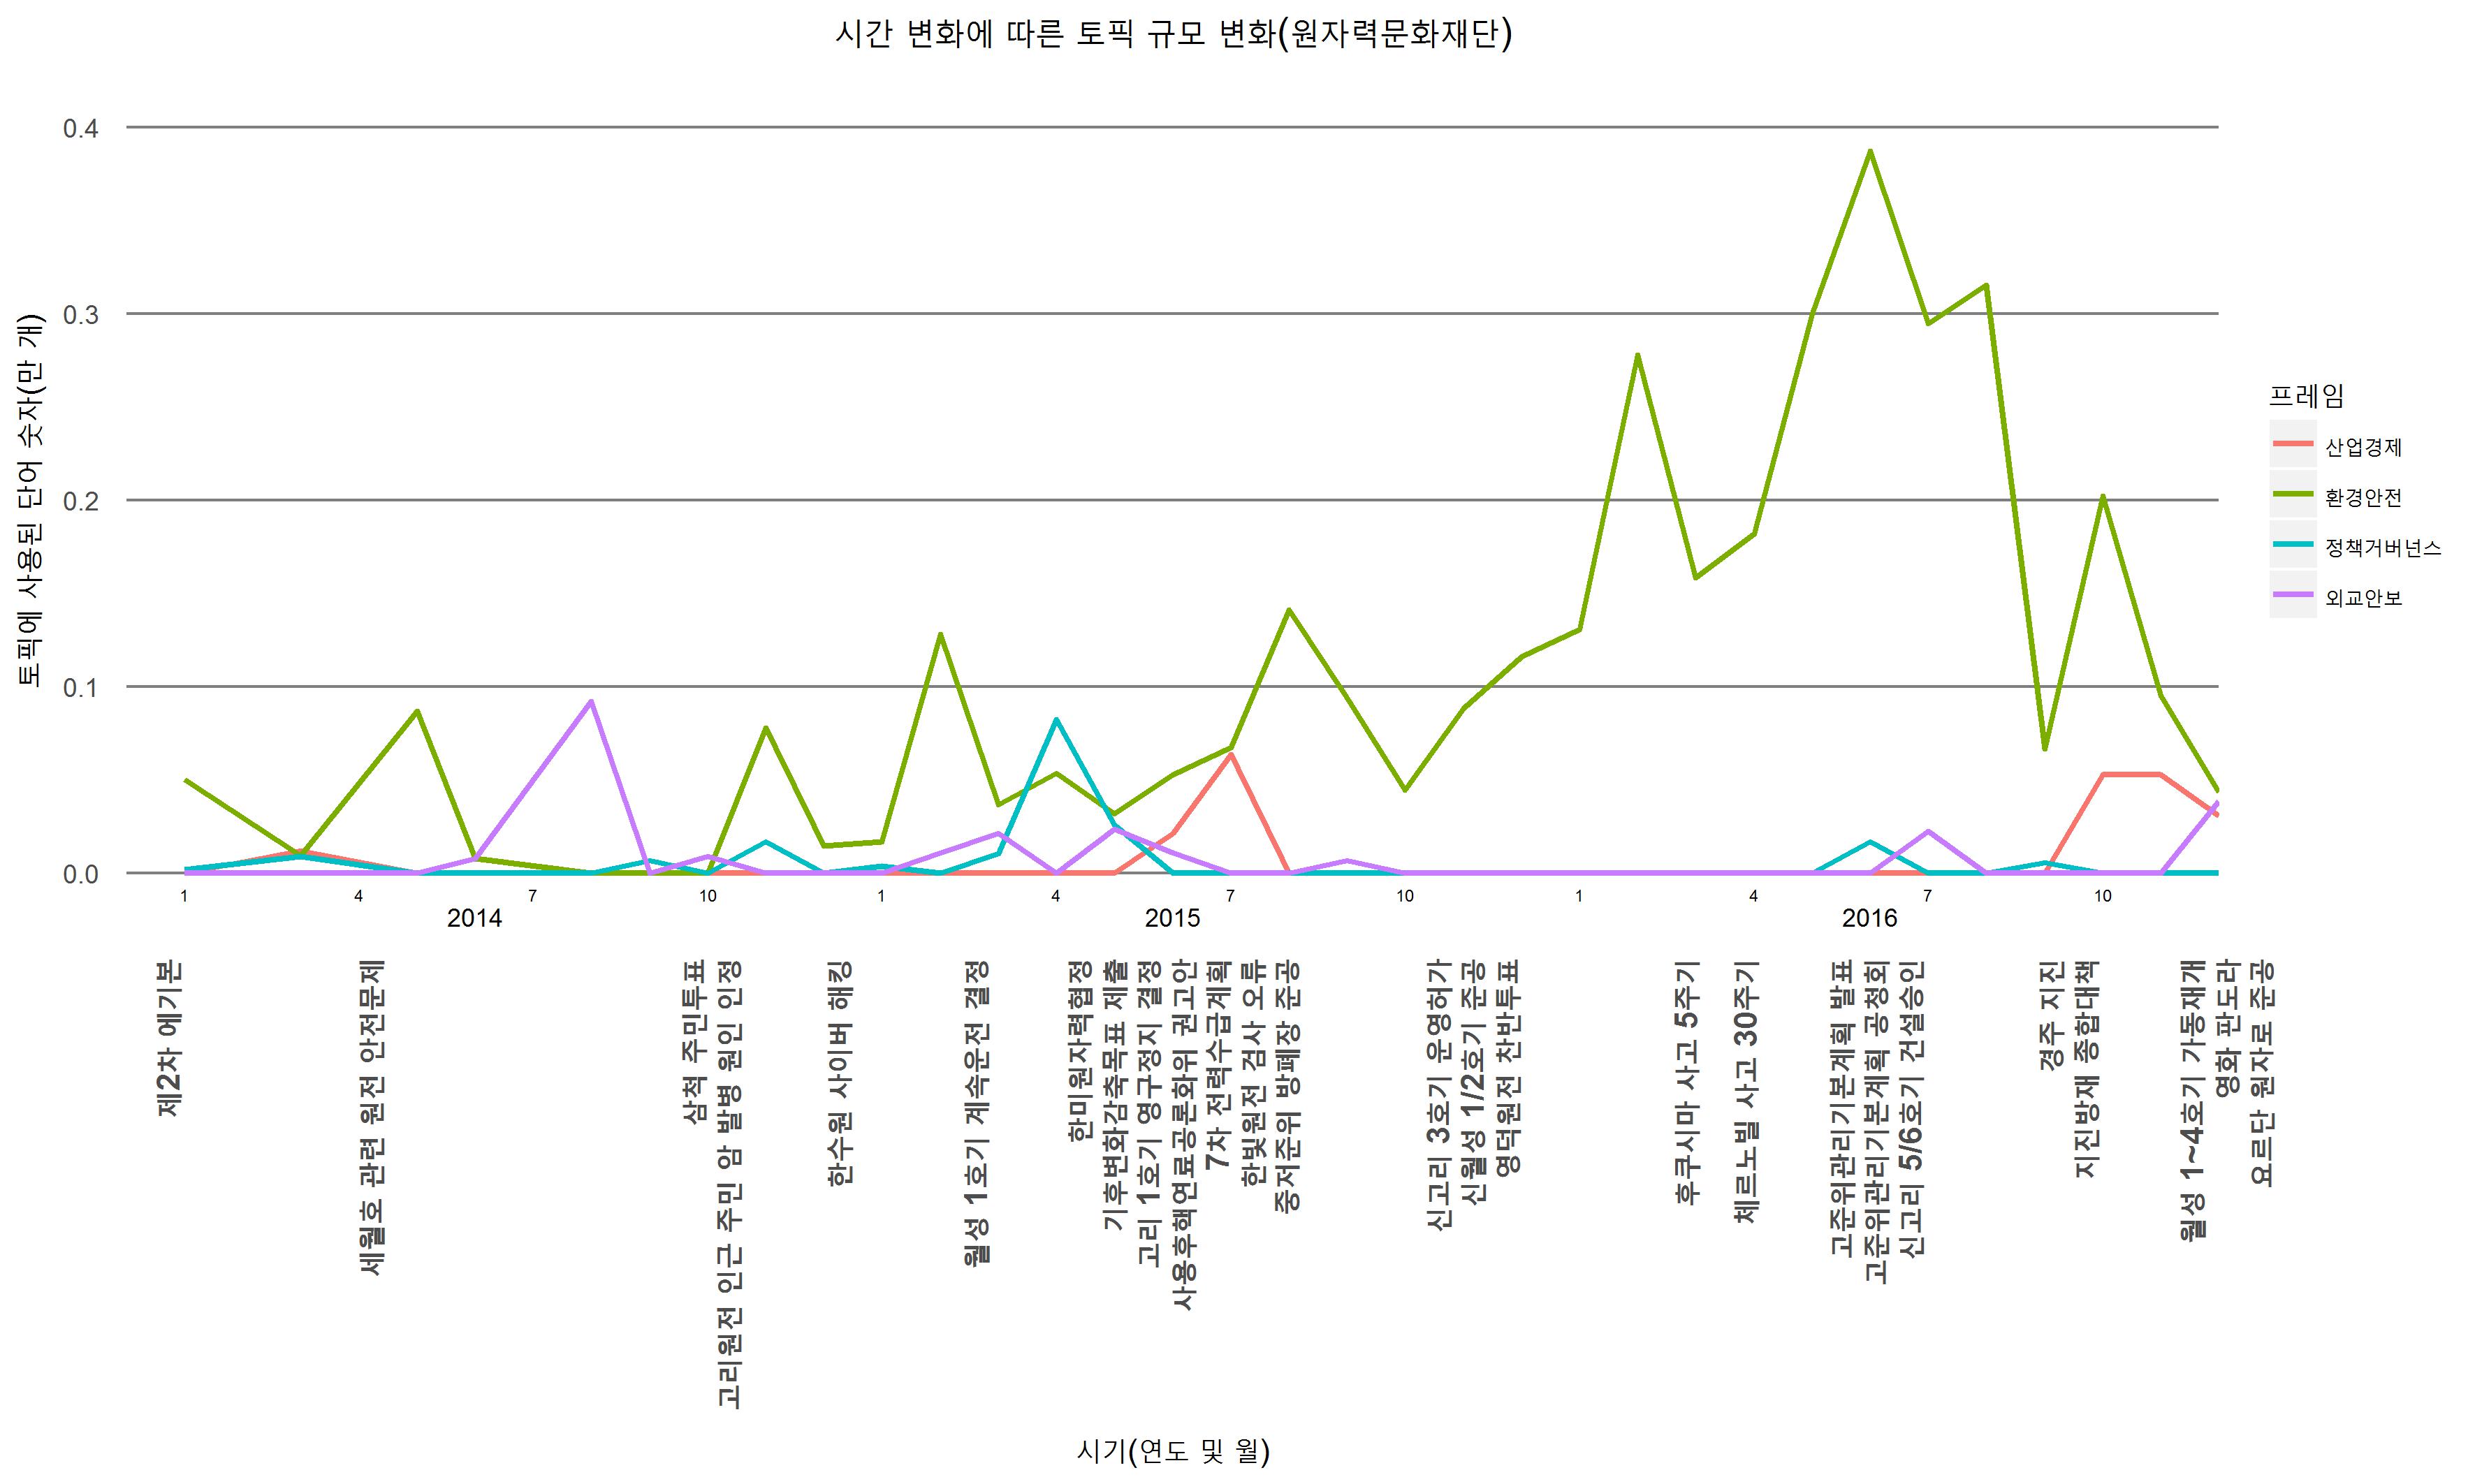 시간 변화에 따른 토픽 규모 변화(원자력문화재단)
토픽에 사용된 단어 숫자(만 개)
0.4
0.3
0.2
0.1
0.0
1 4 7 10 1 4 7 10 1 4 7 10
2014 2015 2016
제2차 에기본
세월호 관련 원전 안전문제
삼척 주민투표
고리원전 인근 주민 암 발병 원인 인정
한수원 사이버 해킹
월성 1호기 계속운전 결정
한미원자력협정
기후변화감축목표 제출
고리 1호기 영구정지 결정
사용후핵연료공론화위 권고안
7차 전력수급계획
한빛원전 검사 오류
중저준위 방폐장 준공
신고리 3호기 운영허가
신월성 1/2호기 준공
영덕원전 찬반투표
후쿠시마 사고 5주기
체르노빌 사고 30주기
고준위관리기본계획 발표
고준위관리기본계획 공청회
신고리 5/6호기 건설승인
경주 지진
지진방재 종합대책
월성 1~4호기 가동재개
영화 판도라
요르단 원자로 준공
시기(연도 및 월)
프레임
산업경제
환경안전
정책거버넌스
외교안보